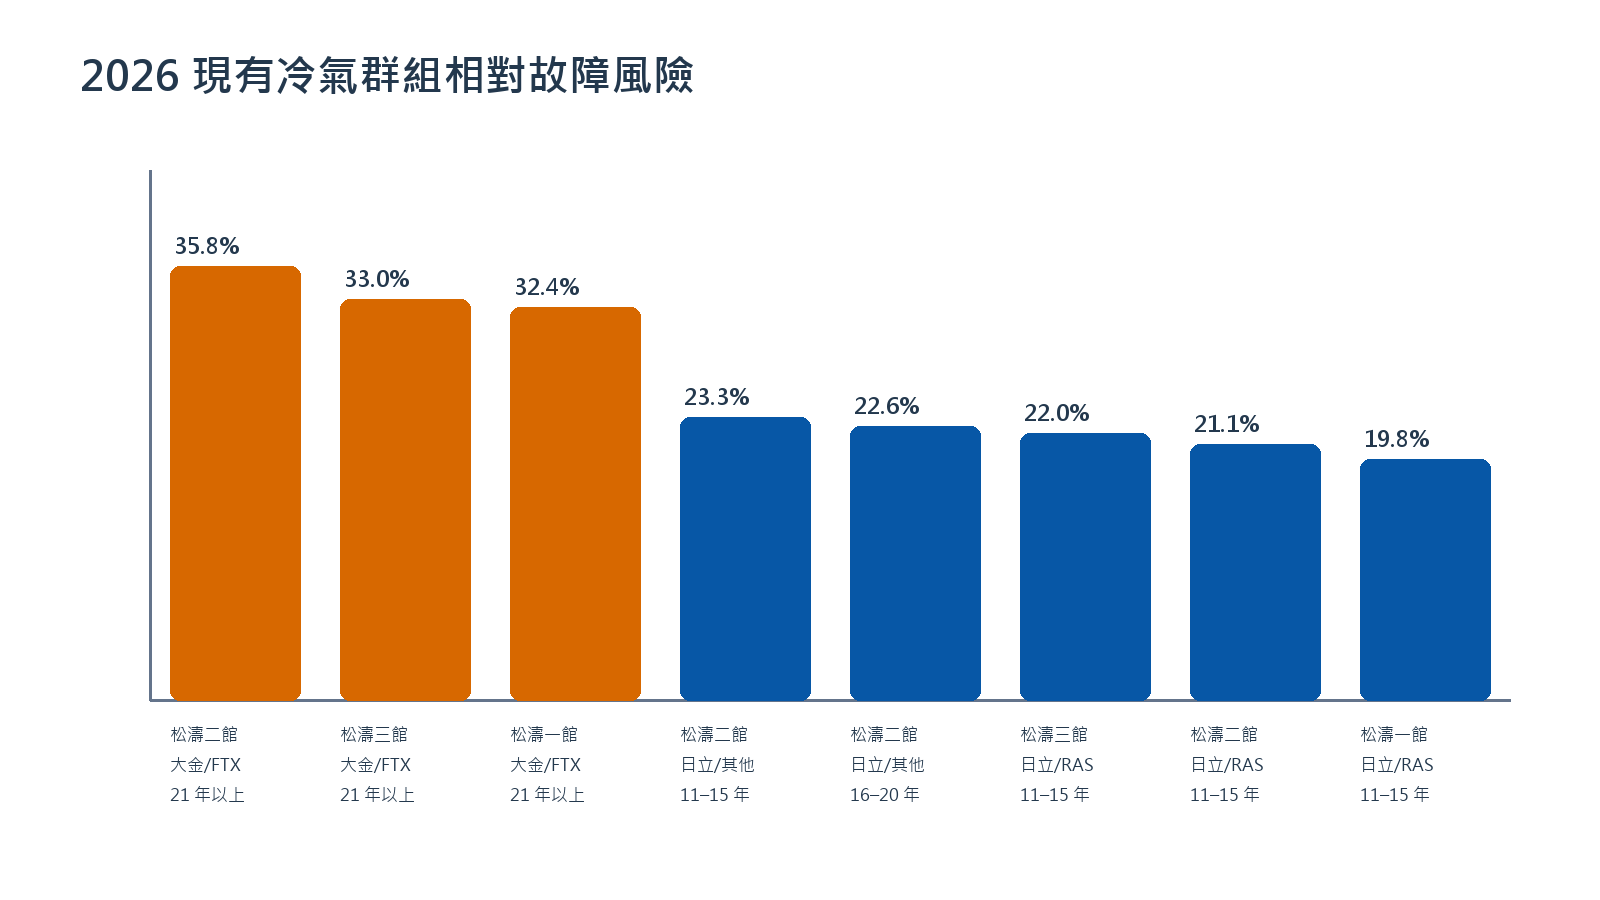 2026 現有冷氣群組相對故障風險
35.8%
33.0%
32.4%
23.3%
22.6%
22.0%
21.1%
19.8%
松濤二館
大金/FTX
21 年以上
松濤三館
大金/FTX
21 年以上
松濤一館
大金/FTX
21 年以上
松濤二館
日立/其他
11–15 年
松濤二館
日立/其他
16–20 年
松濤三館
日立/RAS
11–15 年
松濤二館
日立/RAS
11–15 年
松濤一館
日立/RAS
11–15 年